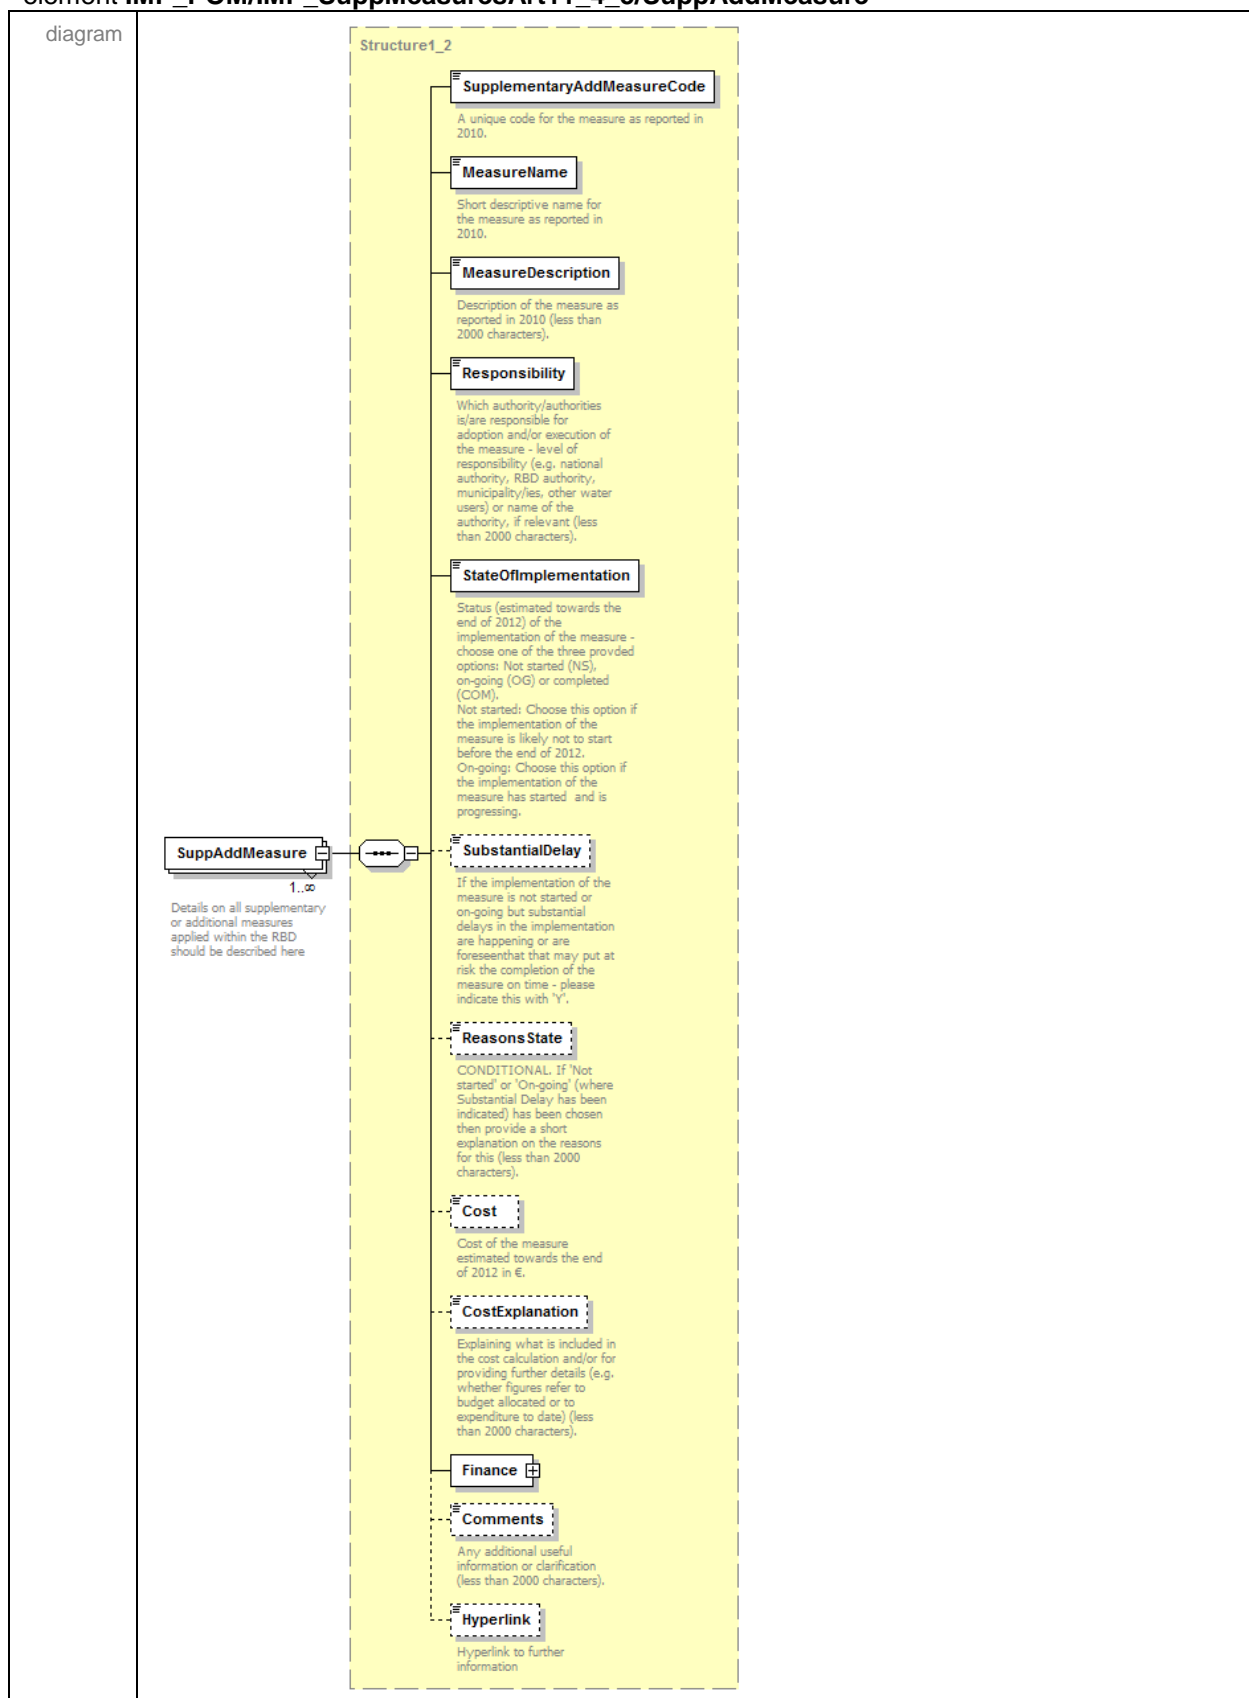 element IMP_POM/IMP_SuppMeasuresArt11_4_5/SuppAddMeasure
diagram
Structure1_2
SupplementaryAddMeasureCode
A unique code for the measure as reported in
2010.
MeasureName
Short descriptive name for
the measure as reported in
2010.
MeasureDescription
Description of the measure as
reported in 2010 (less than
2000 characters).
Responsibility
Which authority/authorities
is/are responsible for
adoption and/or execution of
the measure - level of
responsibility (e.g. national
authority, RBD authority,
municipality/ies, other water
users) or name of the
authority, if relevant (less
than 2000 characters).
StateOfImplementation
Status (estimated towards the
end of 2012) of the
implementation of the measure -
choose one of the three provded
options: Not started (NS),
on-going (OG) or completed
(COM).
Not started: Choose this option if
the implementation of the
measure is likely not to start
before the end of 2012.
On-going: Choose this option if
the implementation of the
measure has started and is
progressing.
SuppAddMeasure
1..∞
Details on all supplementary
or additional measures
applied within the RBD
should be described here
SubstantialDelay
If the implementation of the
measure is not started or
on-going but substantial
delays in the implementation
are happening or are
foreseenthat that may put at
risk the completion of the
measure on time - please
indicate this with 'Y'.
ReasonsState
CONDITIONAL. If 'Not
started' or 'On-going' (where
Substantial Delay has been
indicated) has been chosen
then provide a short
explanation on the reasons
for this (less than 2000
characters).
Cost
Cost of the measure
estimated towards the end
of 2012 in €.
CostExplanation
Explaining what is included in
the cost calculation and/or for
providing further details (e.g.
whether figures refer to
budget allocated or to
expenditure to date) (less
than 2000 characters).
Finance
Comments
Any additional useful
information or clarification
(less than 2000 characters).
Hyperlink
Hyperlink to further
information